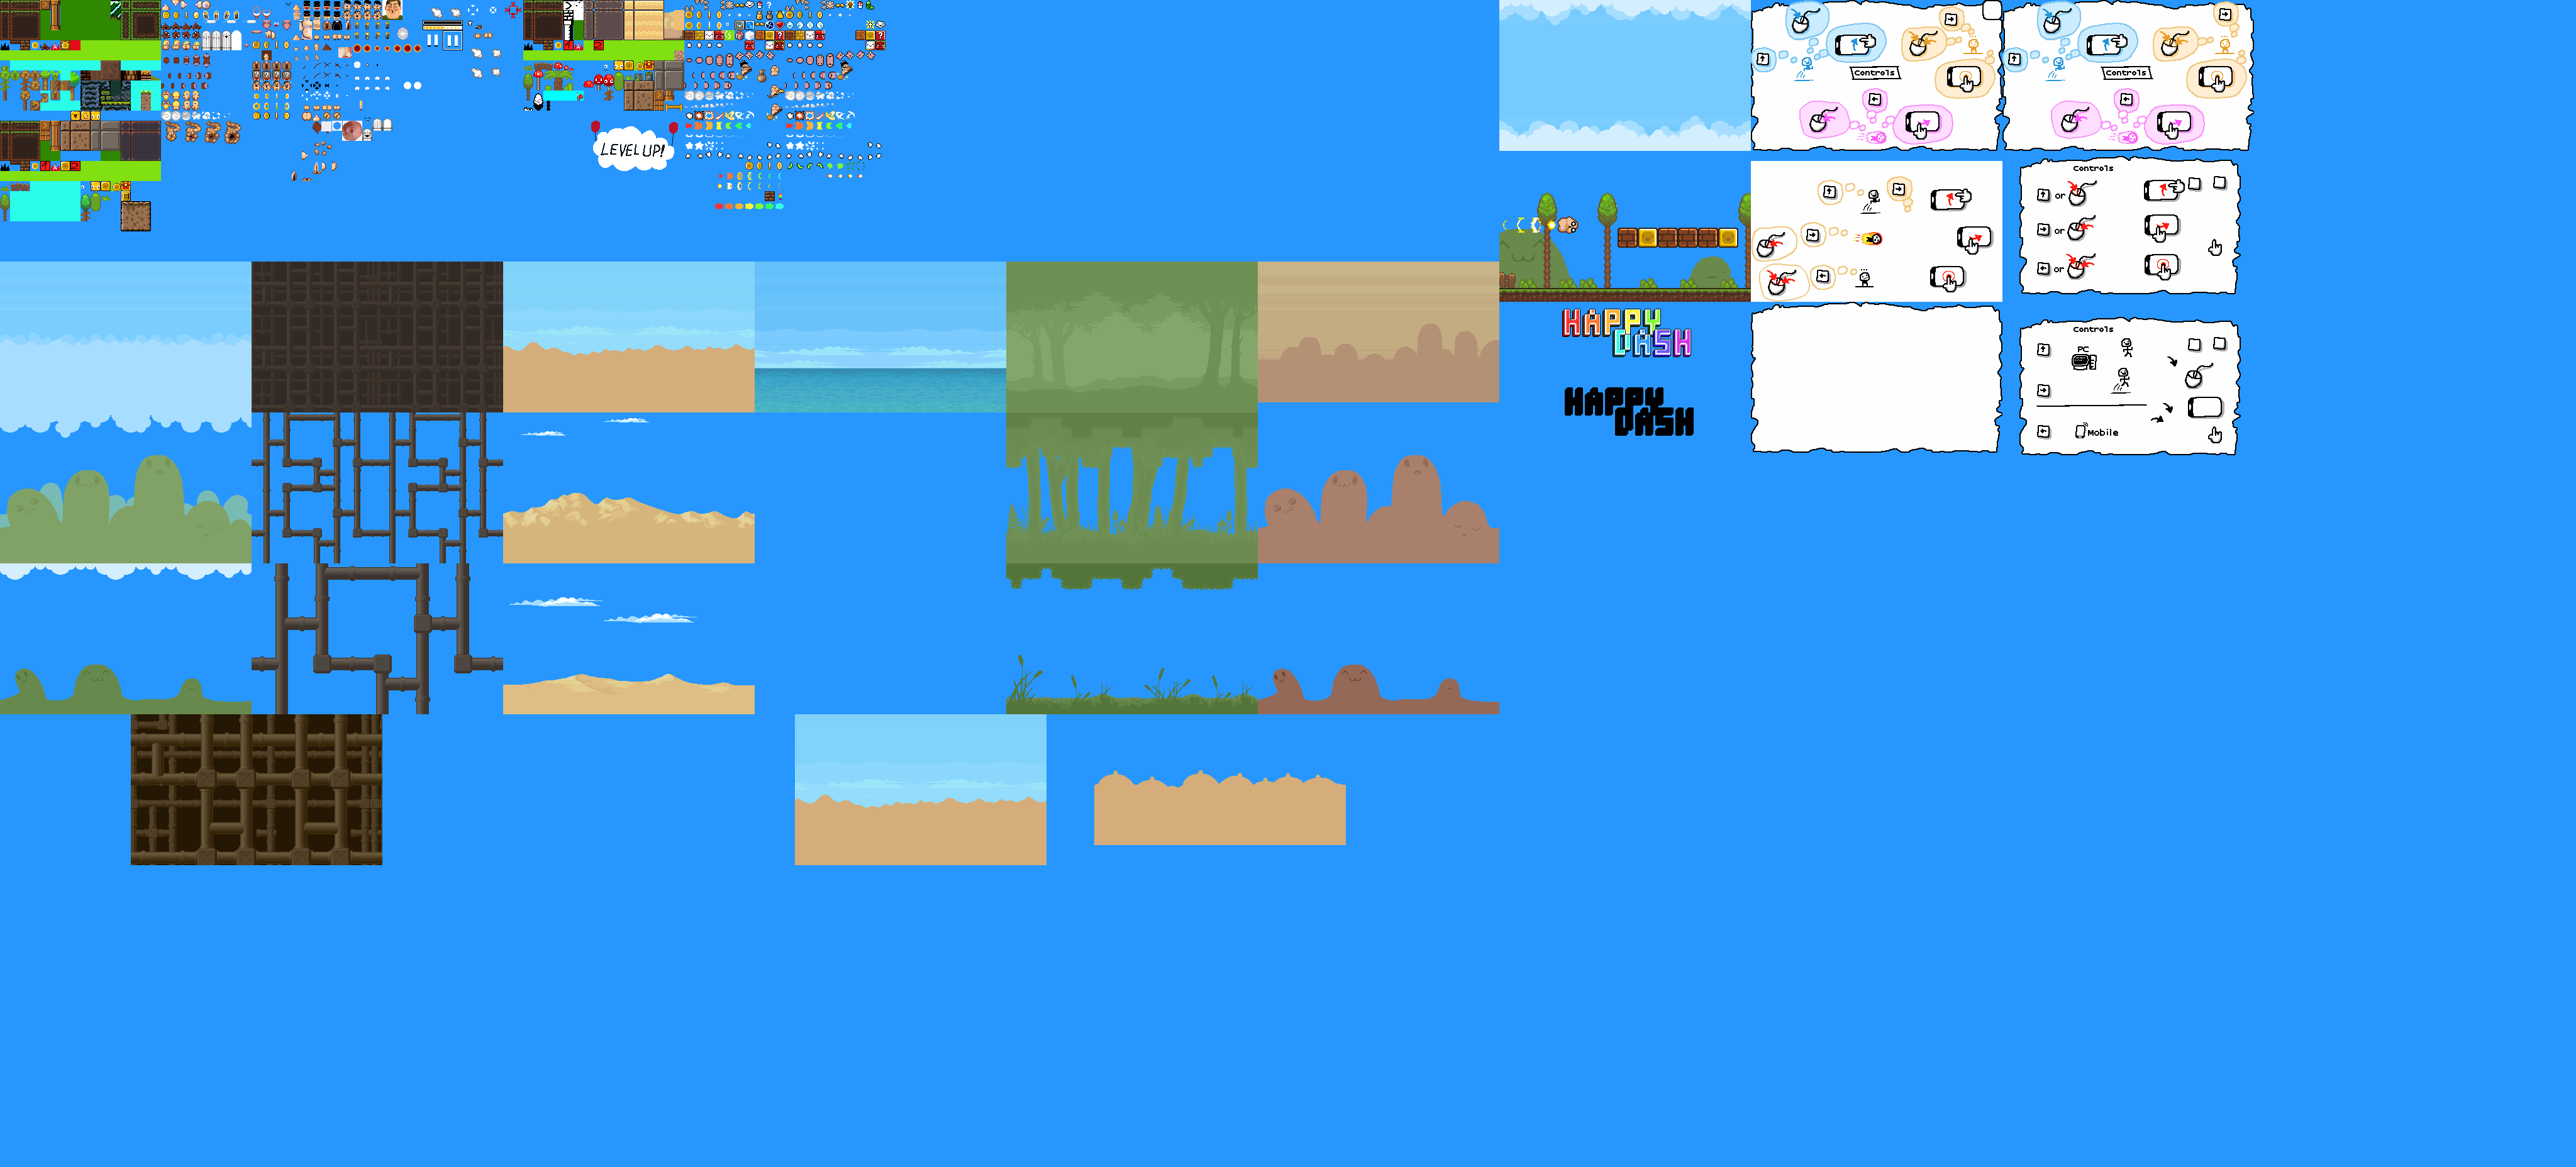 LEVEL UP!
Controls
Controls
Controls
or
or
or
HAPPY
DASH
HAPPY
DASH
Controls
PC
Mobile